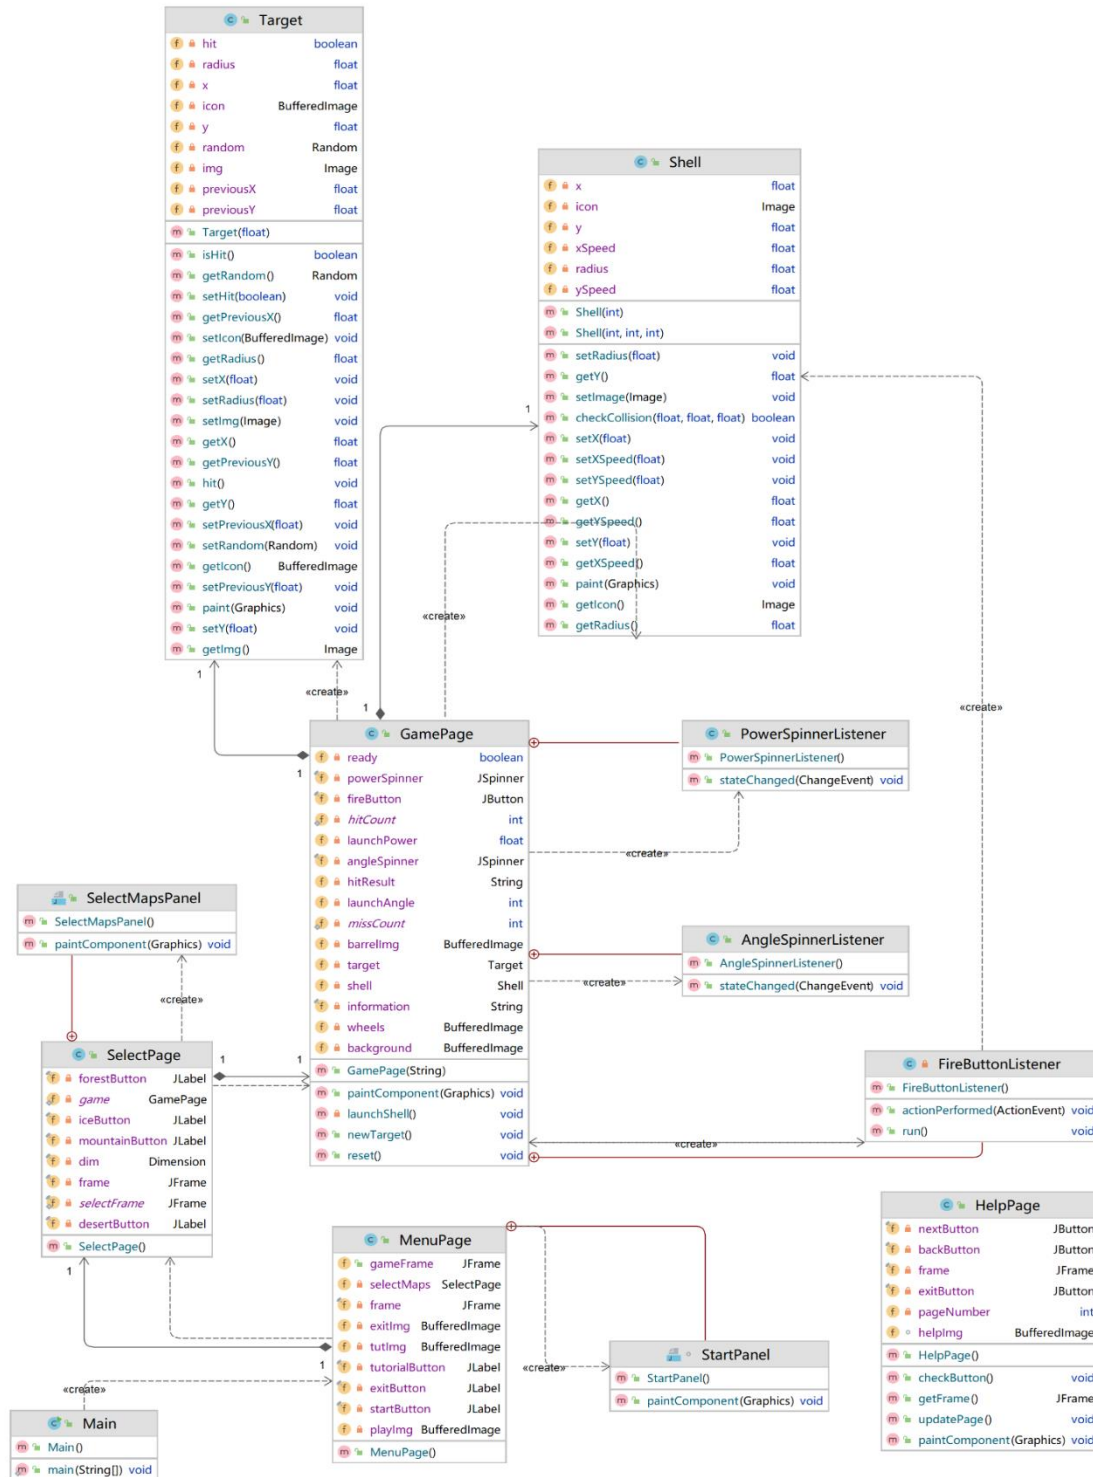 Target
hit boolean
radius float
x float
icon BufferedImage
y float
random Random
img Image
previousX float
previousY float
Target(float)
isHit() boolean
getRandom() Random
setHit(boolean) void
getPreviousX() float
setIcon(BufferedImage) void
getRadius() float
setX(float) void
setRadius(float) void
setImg(Image) void
getX() float
getPreviousY() float
hit() void
getY() float
setPreviousX(float) void
setRandom(Random) void
getIcon() BufferedImage
setPreviousY(float) void
paint(Graphics) void
setY(float) void
getImg() Image
Shell
x float
icon Image
y float
xSpeed float
radius float
ySpeed float
Shell(int)
Shell(int, int, int)
setRadius(float) void
getY() float
setImage(Image) void
checkCollision(float, float, float) boolean
setX(float) void
setXSpeed(float) void
setYSpeed(float) void
getX() float
getYSpeed() float
setY(float) void
getXSpeed() float
paint(Graphics) void
getIcon() Image
getRadius() float
1
«create»
1
«create»
1
1
«create»
GamePage
ready boolean
powerSpinner JSpinner
fireButton JButton
hitCount int
launchPower float
angleSpinner JSpinner
hitResult String
launchAngle int
missCount int
barrelImg BufferedImage
target Target
shell Shell
information String
wheels BufferedImage
background BufferedImage
GamePage(String)
paintComponent(Graphics) void
launchShell() void
newTarget() void
reset() void
PowerSpinnerListener
PowerSpinnerListener()
stateChanged(ChangeEvent) void
«create»
AngleSpinnerListener
AngleSpinnerListener()
stateChanged(ChangeEvent) void
«create»
SelectMapsPanel
SelectMapsPanel()
paintComponent(Graphics) void
«create»
SelectPage
forestButton JLabel
game GamePage
iceButton JLabel
mountainButton JLabel
dim Dimension
frame JFrame
selectFrame JFrame
desertButton JLabel
SelectPage()
1
1
FireButtonListener
FireButtonListener()
actionPerformed(ActionEvent) void
run() void
«create»
HelpPage
nextButton JButton
backButton JButton
frame JFrame
exitButton JButton
pageNumber int
helpImg BufferedImage
HelpPage()
checkButton() void
getFrame() JFrame
updatePage() void
paintComponent(Graphics) void
MenuPage
gameFrame JFrame
selectMaps SelectPage
frame JFrame
exitImg BufferedImage
tutImg BufferedImage
tutorialButton JLabel
exitButton JLabel
startButton JLabel
playImg BufferedImage
MenuPage()
1
1
«create»
StartPanel
StartPanel()
paintComponent(Graphics) void
«create»
Main
Main()
main(String[]) void